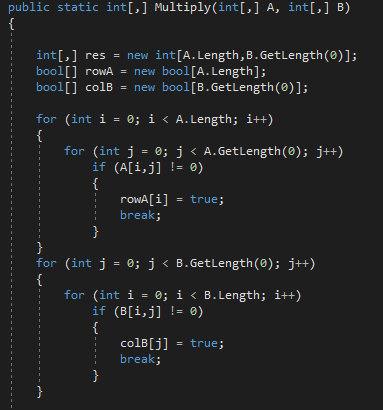 public static int[,] Multiply(int[,] A, int[,] B)
{
int[,] res = new int[A.Length,B.GetLength(0)];
bool[] rowA = new bool[A.Length];
bool[] colB = new bool[B.GetLength(0)];
for (int i = 0; i < A.Length; i++)
{
for (int j = 0; j < A.GetLength(0); j++)
if (A[i,j] != 0)
{
rowA[i] = true;
break;
}
}
for (int j = 0; j < B.GetLength(0); j++)
{
for (int i = 0; i < B.Length; i++)
if (B[i,j] != 0)
{
colB[j] = true;
break;
}
}